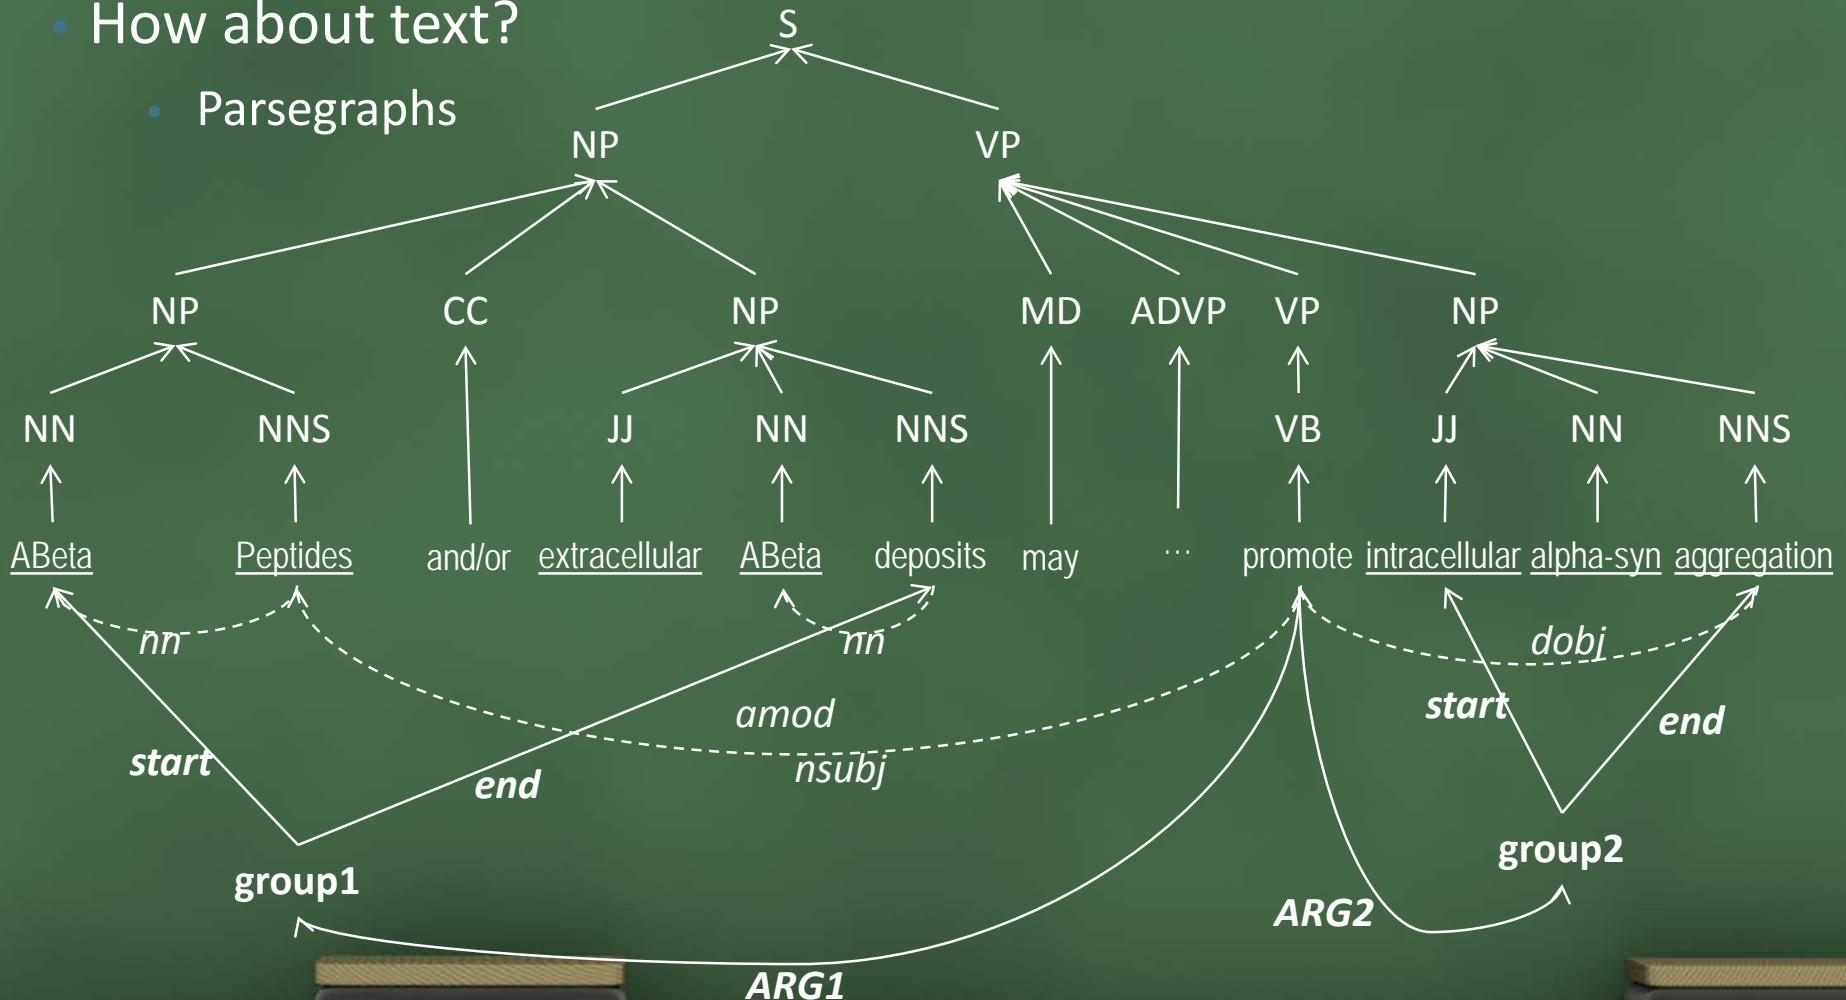 How about text?
S
Parsegraphs
NP VP
NP CC NP MD ADVP VP NP
NN NNS JJ NN NNS VB JJ NN NNS
ABeta Peptides and/or extracellular ABeta deposits may ... promote intracellular alpha-syn aggregation
nn nn dobj
amod start end
start nsubj
end
group2
group1
ARG2
ARG1